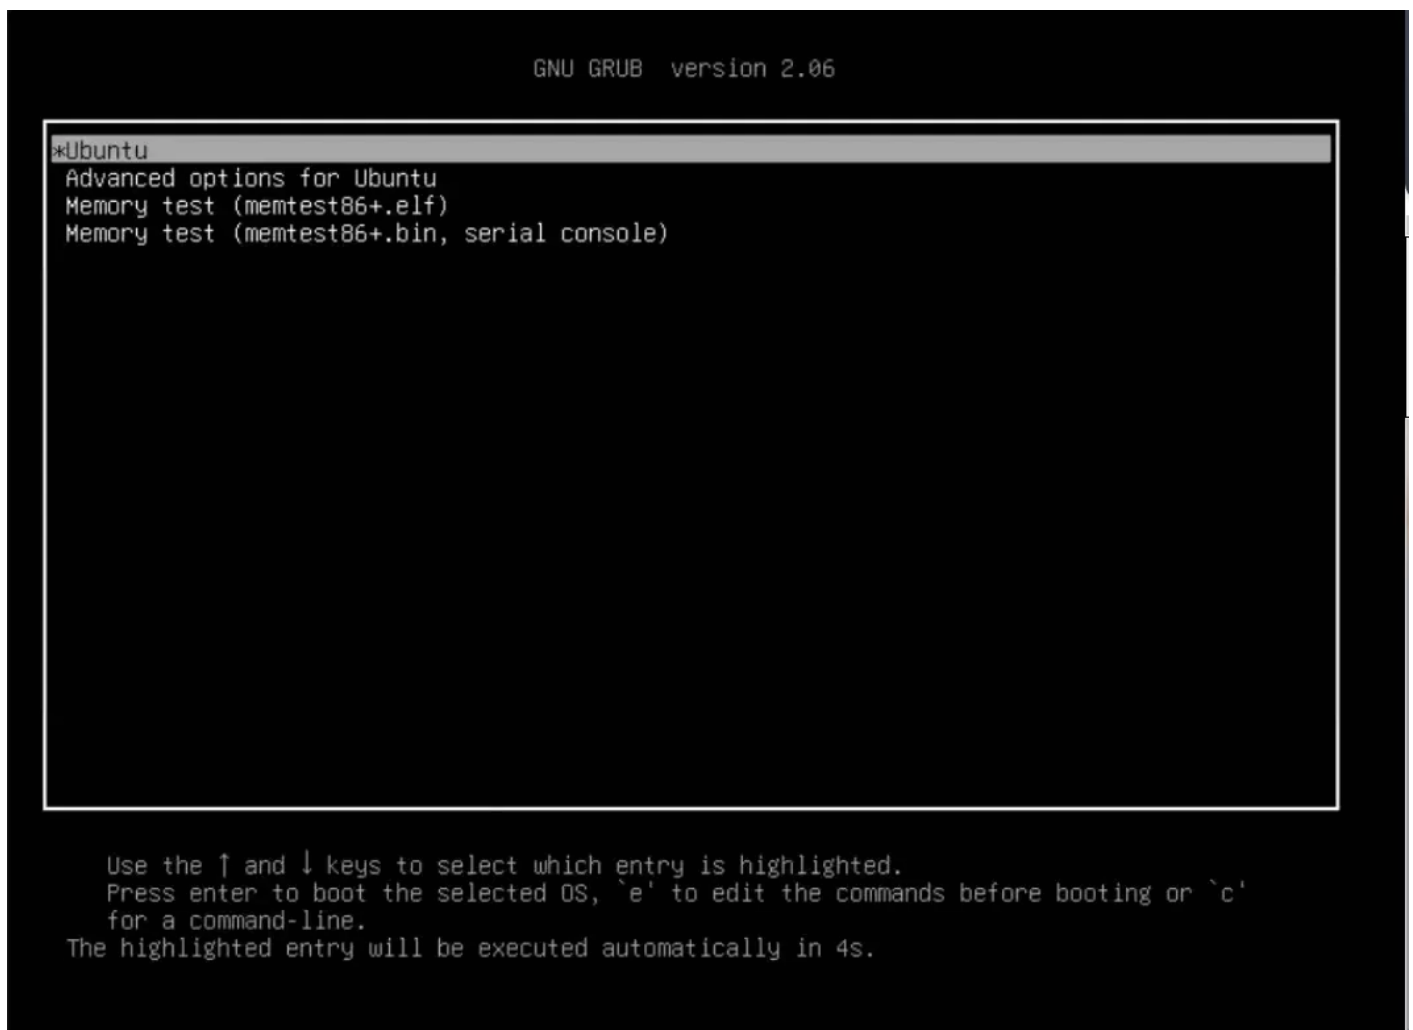 GNU GRUB  version 2.06
*Ubuntu
Advanced options for Ubuntu
Memory test (memtest86+.elf)
Memory test (memtest86+.bin, serial console)
Use the ↑ and ↓ keys to select which entry is highlighted.
Press enter to boot the selected OS, `e' to edit the commands before booting or `c'
for a command-line.
The highlighted entry will be executed automatically in 4s.